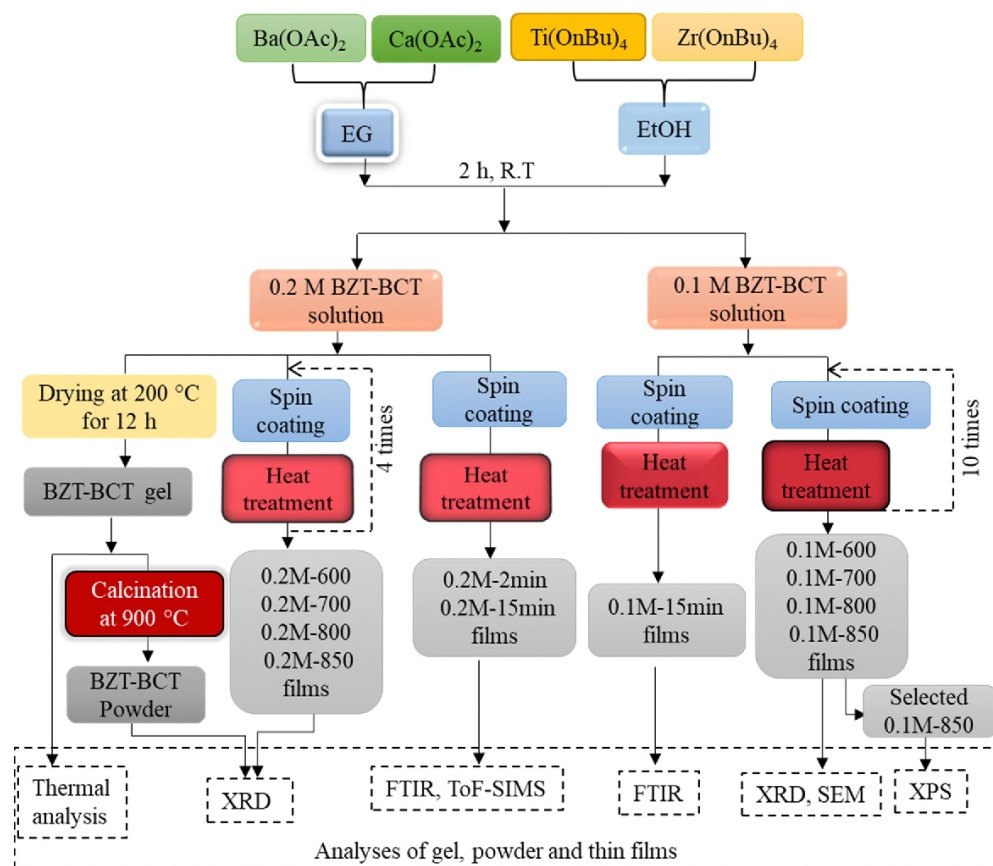 Ba(OAc)₂
Ca(OAc)₂
Ti(OnBu)₄
Zr(OnBu)₄
EG
EtOH
2 h, R.T
0.2 M BZT-BCT
solution
0.1 M BZT-BCT
solution
Drying at 200 °C
for 12 h
Spin
coating
4 times
Spin
coating
Spin
coating
Spin coating
10 times
BZT-BCT gel
Heat
treatment
Heat
treatment
Heat
treatment
Heat
treatment
Calcination
at 900 °C
BZT-BCT
Powder
0.2M-600
0.2M-700
0.2M-800
0.2M-850
films
0.2M-2min
0.2M-15min
films
0.1M-15min
films
0.1M-600
0.1M-700
0.1M-800
0.1M-850
films
Selected
0.1M-850
Thermal
analysis
XRD
FTIR, ToF-SIMS
FTIR
XRD, SEM
XPS
Analyses of gel, powder and thin films